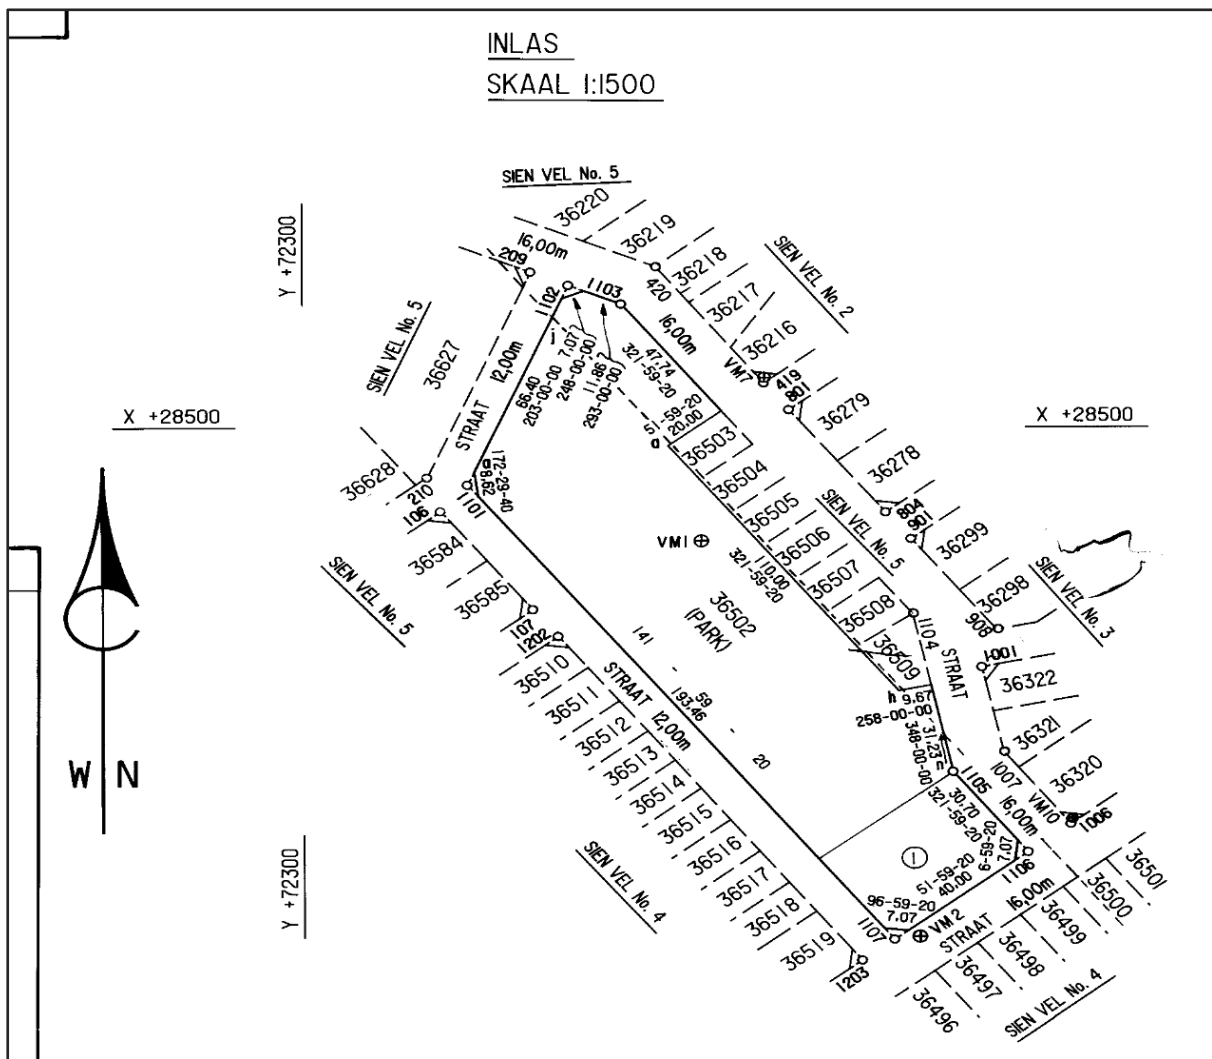 INLAS
SKAAL 1:1500
SIEN VEL No. 5
36220
36219
16,00m
209
36218
420
SIEN VEL No. 2
Y +72300
1102
1103
36217
36216
16,00m
VM7
419
801
SIEN VEL No. 5
36627
STRAAT 12,00m
j
66.40
203-00-00
7.07
248-00-00
11.86
293-00-00
47.74
321-59-20
51-59-20
20.00
a
36279
X +28500
X +28500
36278
36503
36504
36505
36506
36507
36508
36509
36628
210
106
1101
a
172-29-40
8.62
804
901
36299
36298
SIEN VEL No. 5
VM1
110.00
321-59-20
36584
36585
SIEN VEL No. 5
36502
(PARK)
908
SIEN VEL No. 3
107
1202
1104
STRAAT
1001
36322
141
59
20
193.46
STRAAT 12,00m
h 9.67
258-00-00
31.23 m
348-00-00
36321
1007
36320
VM10
1006
36510
36511
36512
36513
36514
36515
36516
36517
36518
36519
W N
1105
16,00m
30.70
321-59-20
6-59-20
7.07
1106
1
51-59-20
40.00
96-59-20
7.07
1107
VM2
1203
STRAAT 16,00m
36501
36500
36499
36498
36497
36496
Y +72300
SIEN VEL No. 4
SIEN VEL No. 4